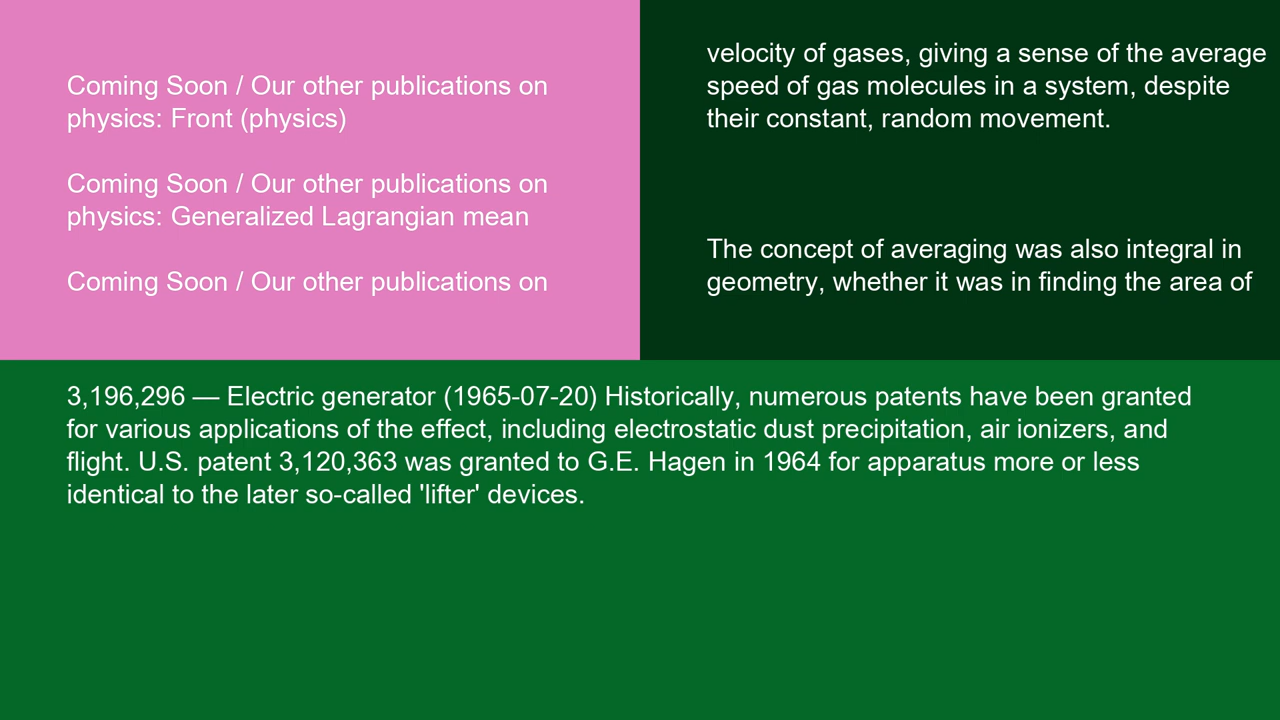 Coming Soon / Our other publications on
physics: Front (physics)
Coming Soon / Our other publications on
physics: Generalized Lagrangian mean
Coming Soon / Our other publications on
velocity of gases, giving a sense of the average
speed of gas molecules in a system, despite
their constant, random movement.
The concept of averaging was also integral in
geometry, whether it was in finding the area of
3,196,296 — Electric generator (1965-07-20) Historically, numerous patents have been granted
for various applications of the effect, including electrostatic dust precipitation, air ionizers, and
flight. U.S. patent 3,120,363 was granted to G.E. Hagen in 1964 for apparatus more or less
identical to the later so-called 'lifter' devices.